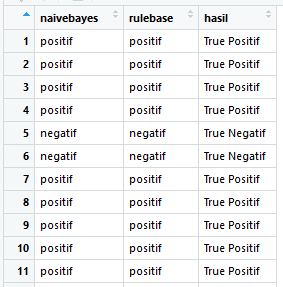 naivebayes rulebase hasil
1 positif positif True Positif
2 positif positif True Positif
3 positif positif True Positif
4 positif positif True Positif
5 negatif negatif True Negatif
6 negatif negatif True Negatif
7 positif positif True Positif
8 positif positif True Positif
9 positif positif True Positif
10 positif positif True Positif
11 positif positif True Positif